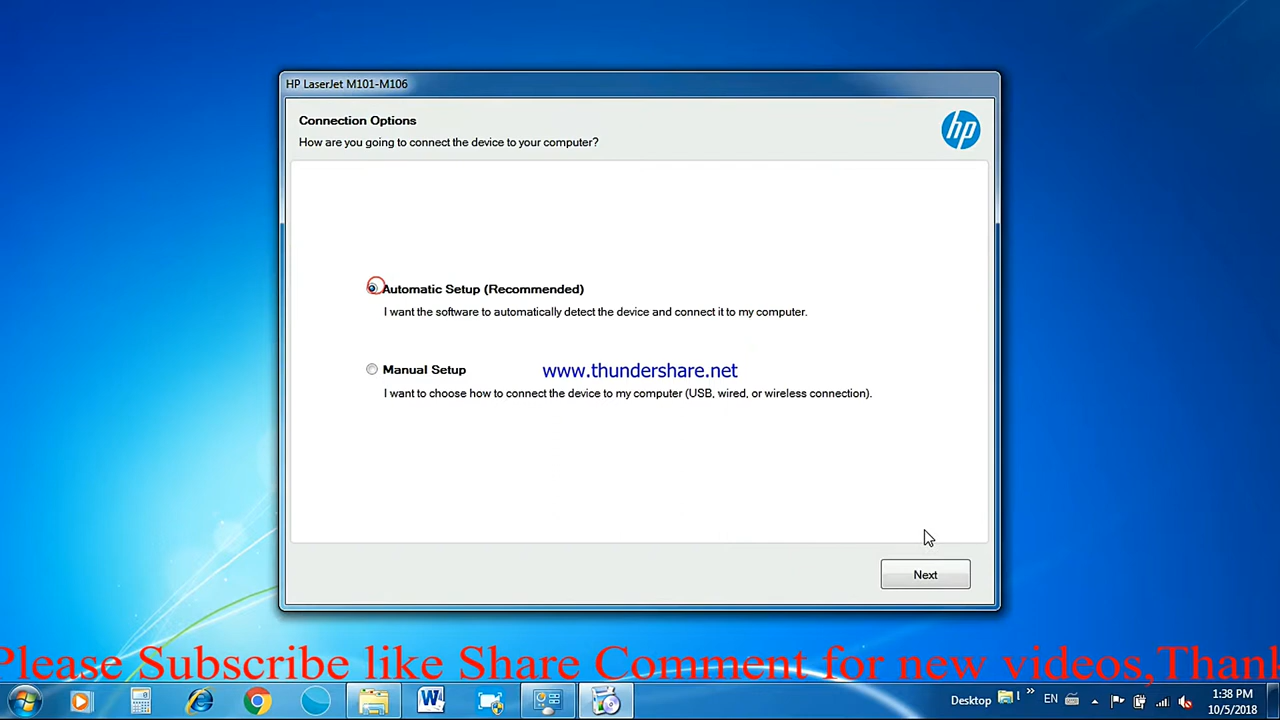 HP LaserJet M101-M106
Connection Options
How are you going to connect the device to your computer?
hp
Automatic Setup (Recommended)
I want the software to automatically detect the device and connect it to my computer.
Manual Setup
www.thundershare.net
I want to choose how to connect the device to my computer (USB, wired, or wireless connection).
Next
Please Subscribe like Share Comment for new videos,Thank
Desktop
EN
1:38 PM
10/5/2018